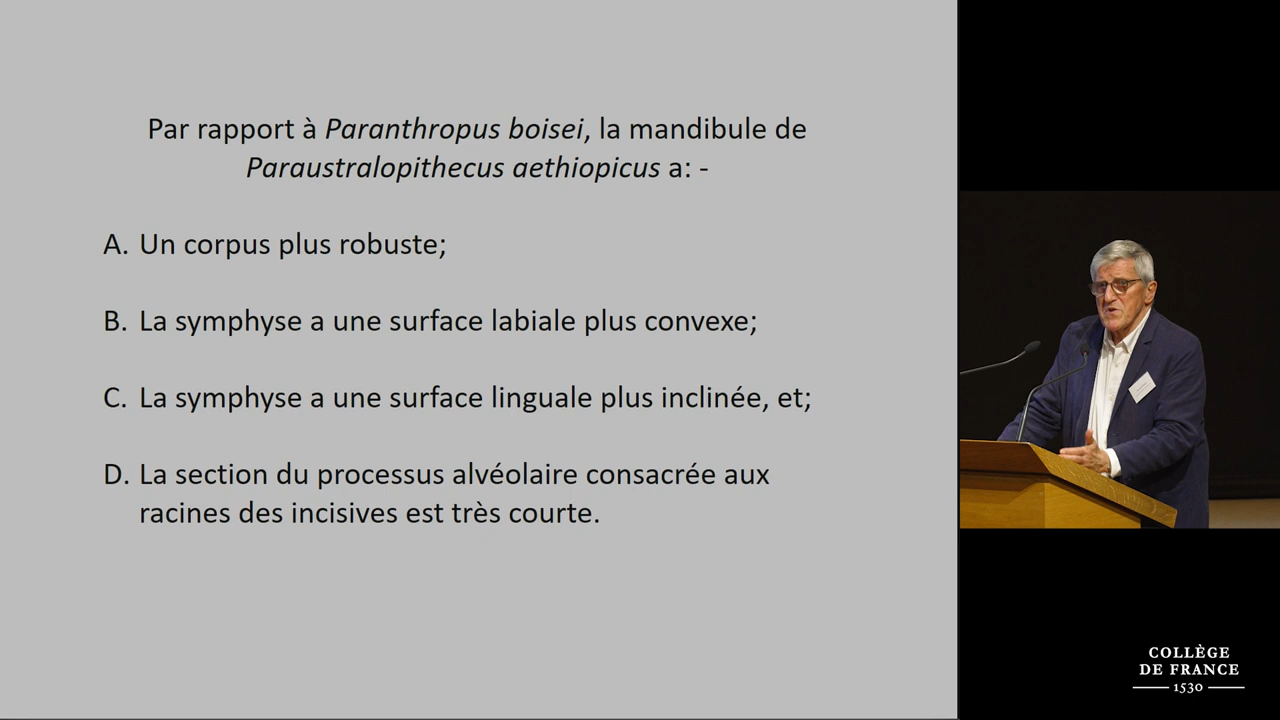 Par rapport à Paranthropus boisei, la mandibule de
Paraustralopithecus aethiopicus a: -
A. Un corpus plus robuste;
B. La symphyse a une surface labiale plus convexe;
C. La symphyse a une surface linguale plus inclinée, et;
D. La section du processus alvéolaire consacrée aux
racines des incisives est très courte.
COLLÈGE
DE FRANCE
1530